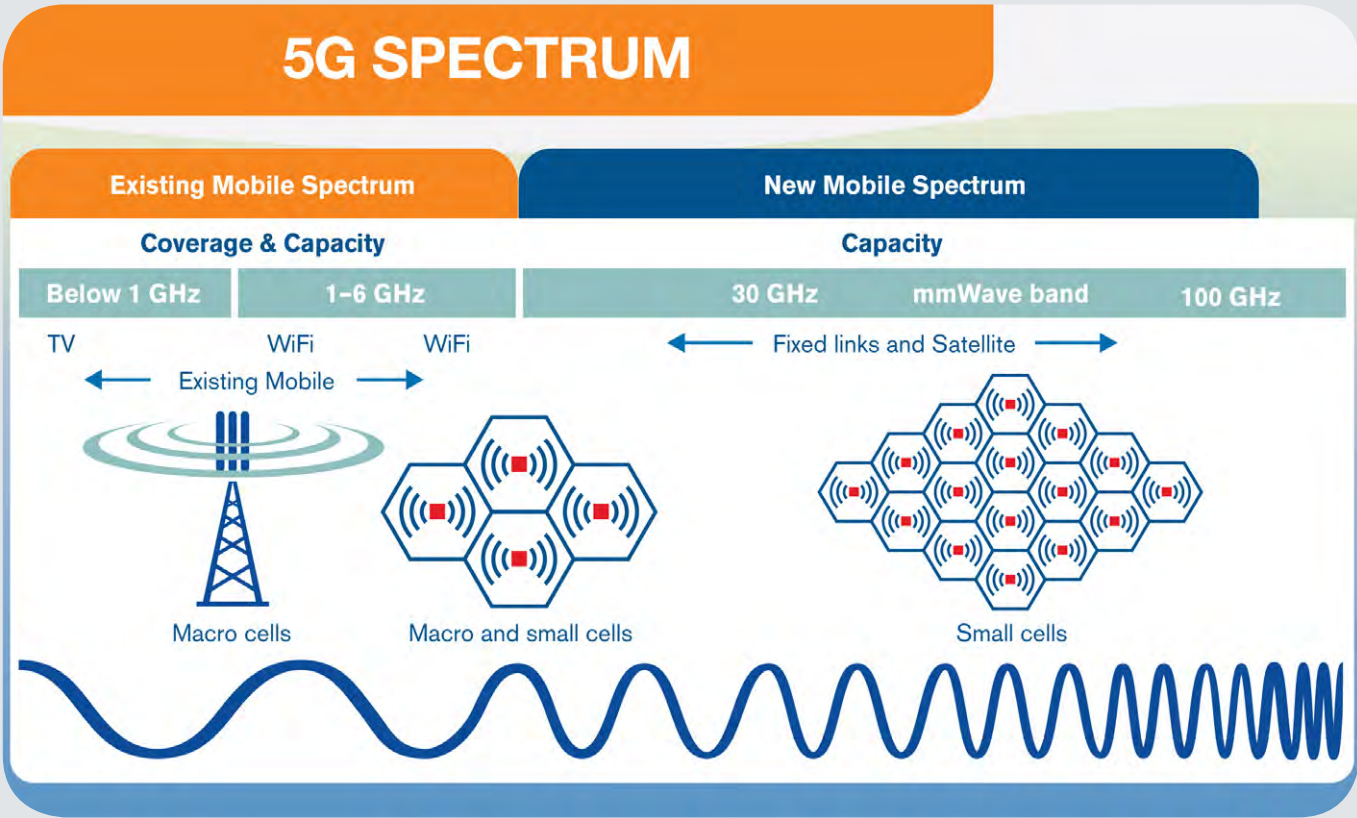 5G SPECTRUM
Existing Mobile Spectrum
New Mobile Spectrum
Coverage & Capacity
Capacity
Below 1 GHz
1–6 GHz
30 GHz
mmWave band
100 GHz
TV
WiFi
WiFi
Fixed links and Satellite
Existing Mobile
Macro cells
Macro and small cells
Small cells